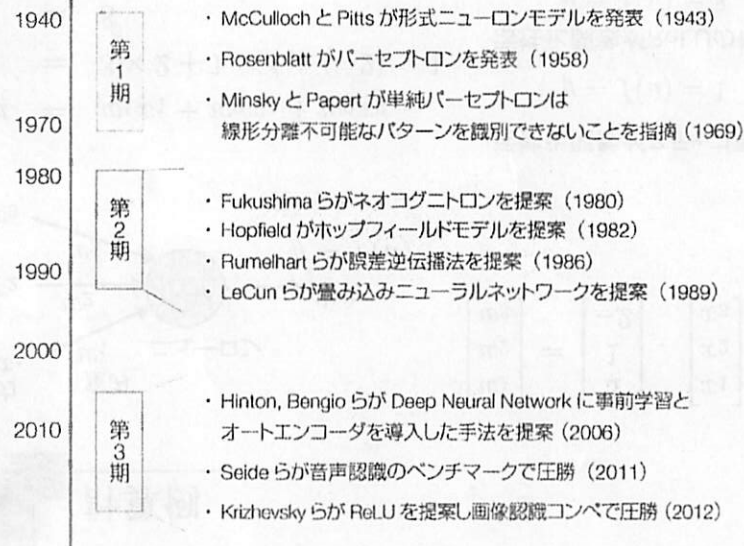 1940
1970
1980
1990
2000
2010
第1期
・McCulloch と Pitts が形式ニューロンモデルを発表（1943）
・Rosenblatt がパーセプトロンを発表（1958）
・Minsky と Papert が単純パーセプトロンは
線形分離不可能なパターンを識別できないことを指摘（1969）
第2期
・Fukushima らがネオコグニトロンを提案（1980）
・Hopfield がホップフィールドモデルを提案（1982）
・Rumelhart らが誤差逆伝播法を提案（1986）
・LeCun らが畳み込みニューラルネットワークを提案（1989）
第3期
・Hinton, Bengio らが Deep Neural Network に事前学習と
オートエンコーダを導入した手法を提案（2006）
・Seide らが音声認識のベンチマークで圧勝（2011）
・Krizhevsky らが ReLU を提案し画像認識コンペで圧勝（2012）